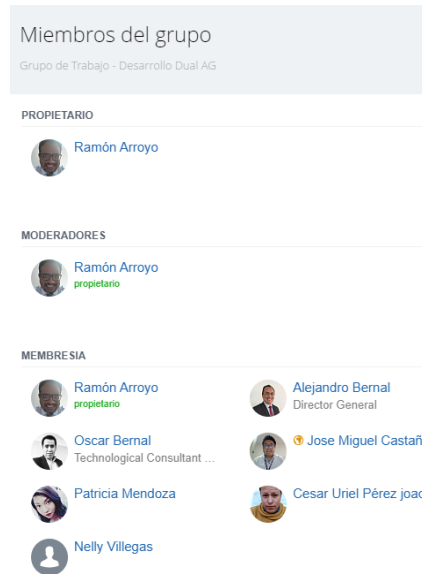 Miembros del grupo
Grupo de Trabajo - Desarrollo Dual AG
PROPIETARIO
Ramón Arroyo
MODERADORES
Ramón Arroyo
propietario
MEMBRESIA
Ramón Arroyo
propietario
Alejandro Bernal
Director General
Oscar Bernal
Technological Consultant ...
Jose Miguel Castañ
Patricia Mendoza
Cesar Uriel Pérez joac
Nelly Villegas